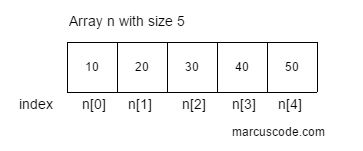 Array n with size 5
10 20 30 40 50
index n[0] n[1] n[2] n[3] n[4]
marcuscode.com